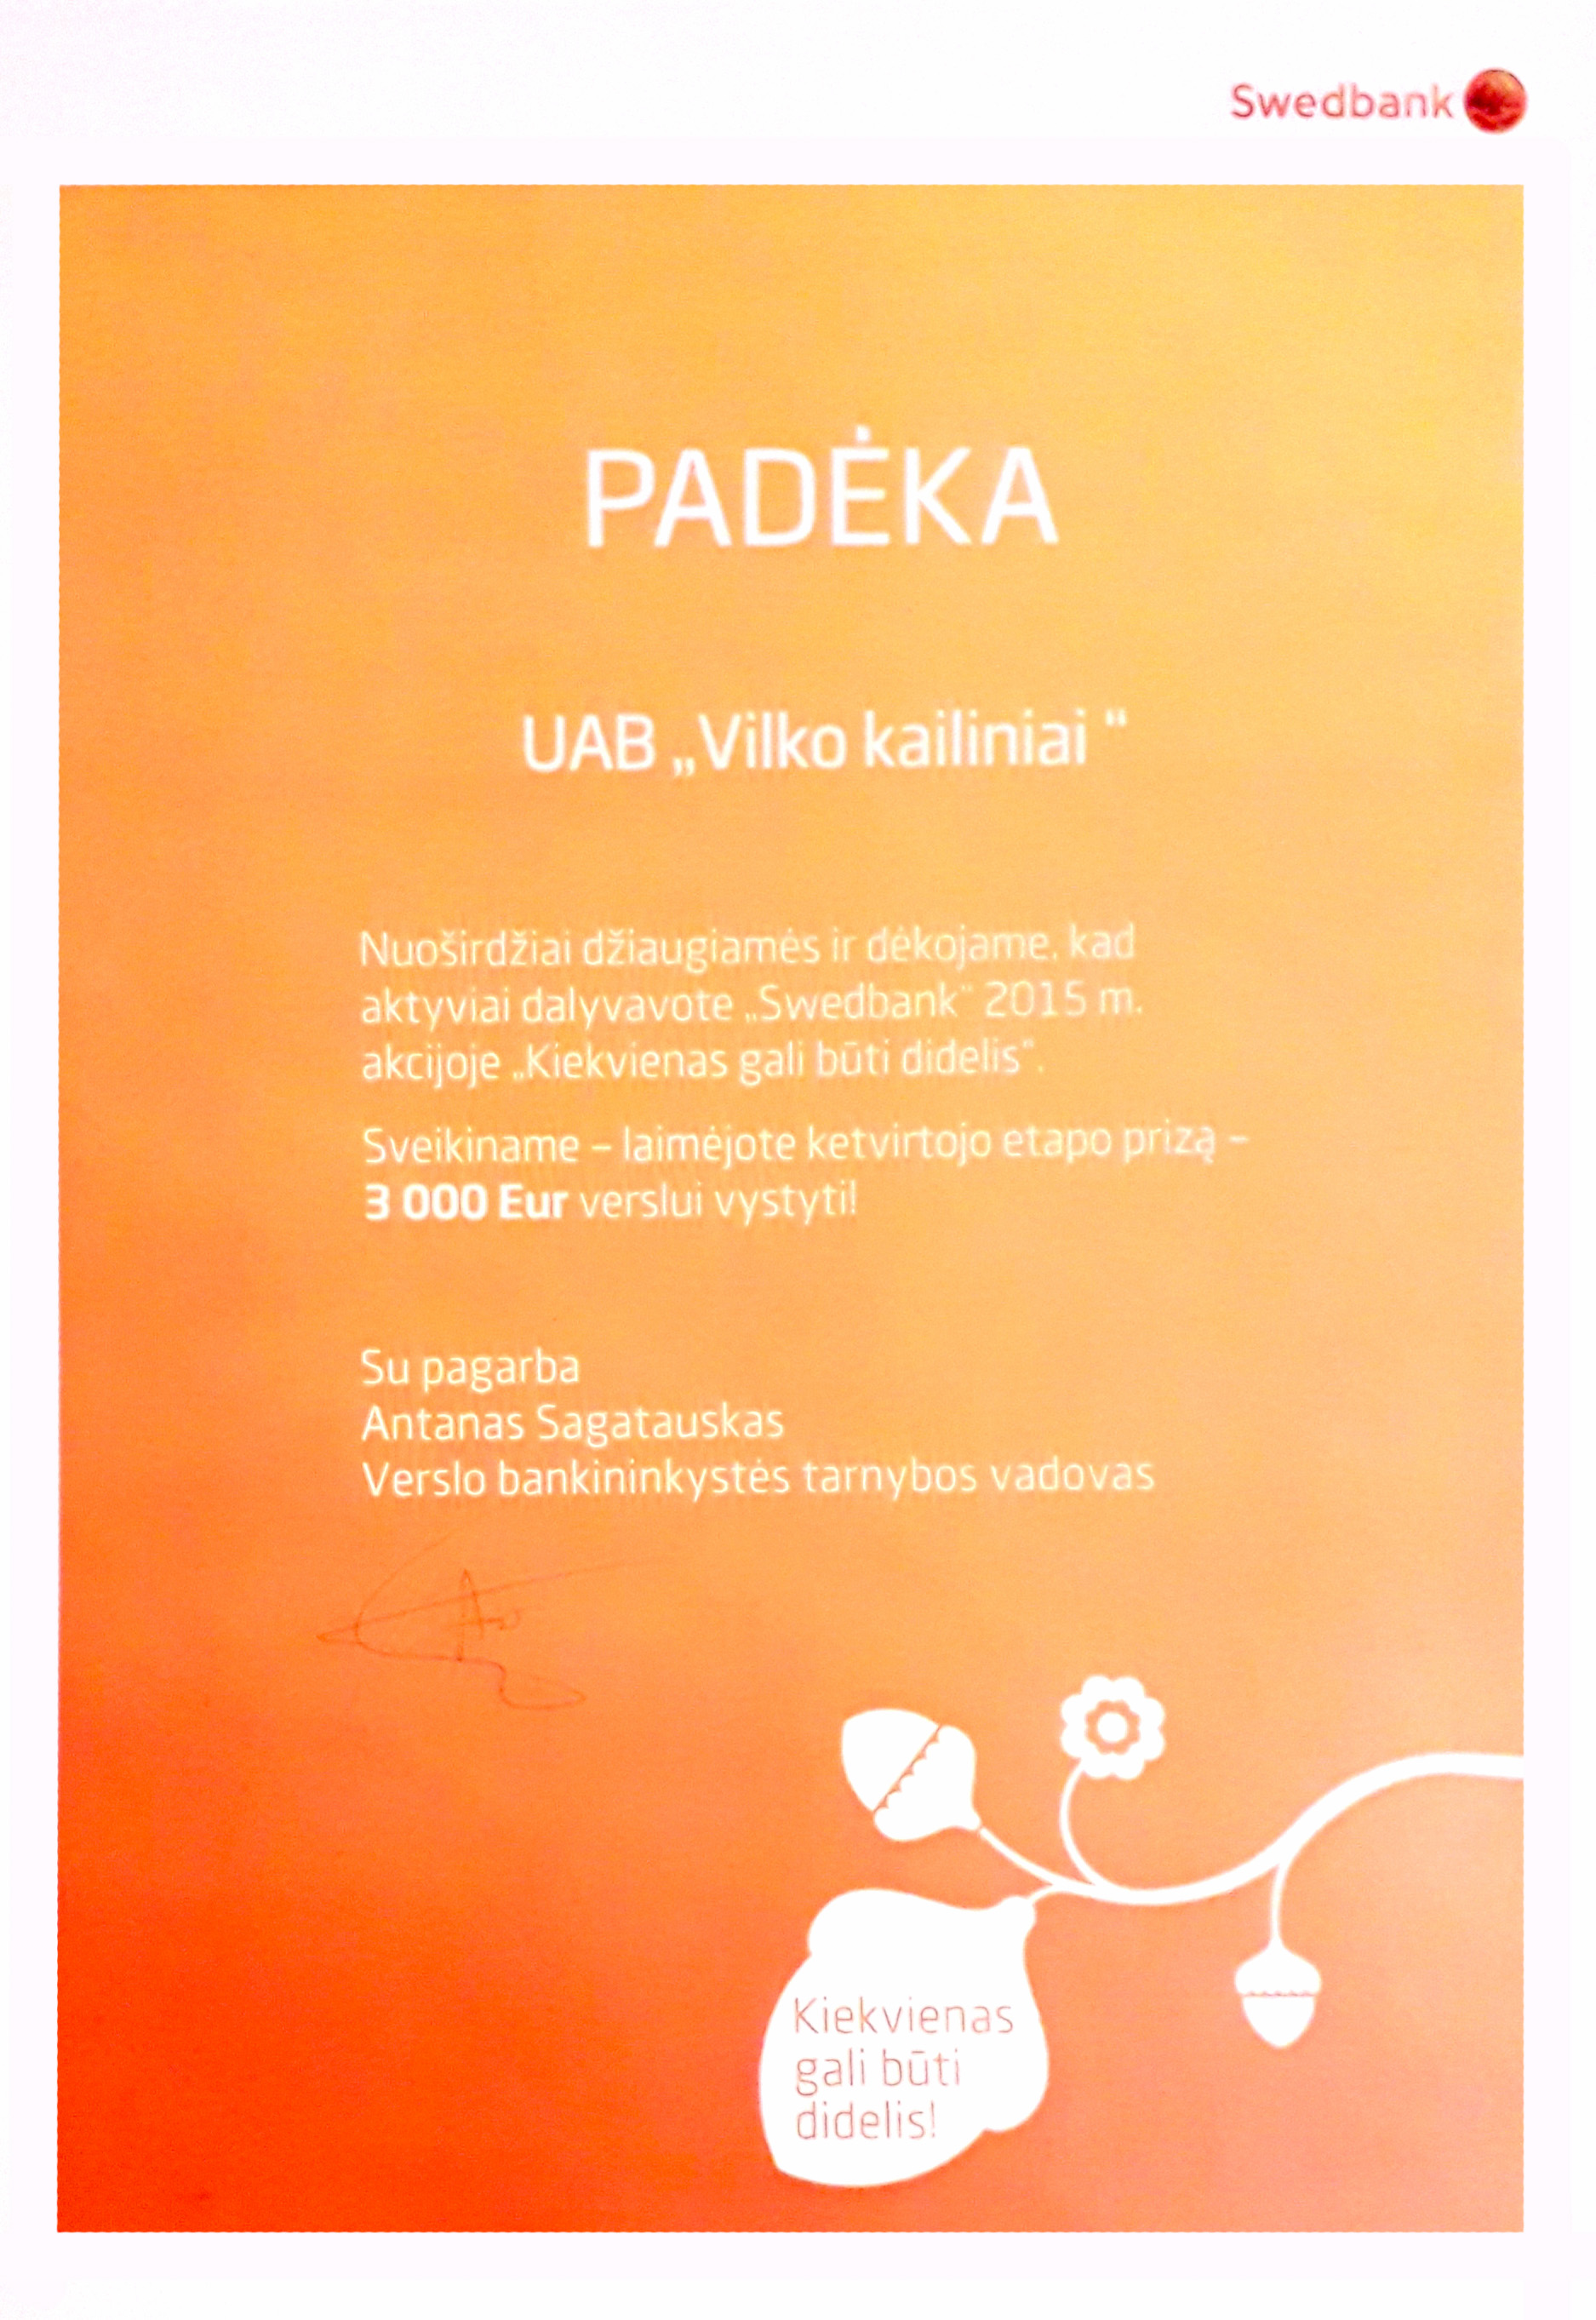 Swedbank
PADĖKA
UAB „Vilko kailiniai “
Nuoširdžiai džiaugiamės ir dėkojame, kad
aktyviai dalyvavote „Swedbank“ 2015 m.
akcijoje „Kiekvienas gali būti didelis“.
Sveikiname – laimėjote ketvirtojo etapo prizą –
3 000 Eur verslui vystyti!
Su pagarba
Antanas Sagatauskas
Verslo bankininkystės tarnybos vadovas
Kiekvienas
gali būti
didelis!